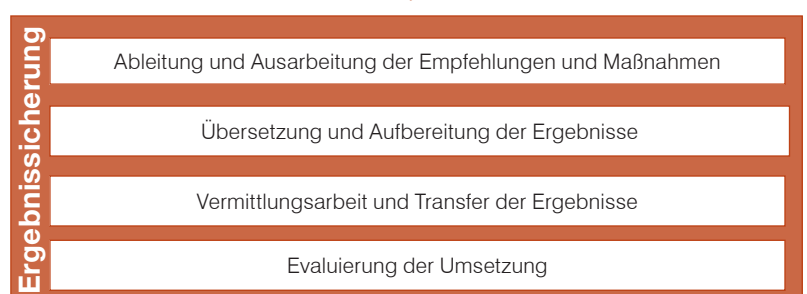 Ergebnissicherung
Ableitung und Ausarbeitung der Empfehlungen und Maßnahmen
Übersetzung und Aufbereitung der Ergebnisse
Vermittlungsarbeit und Transfer der Ergebnisse
Evaluierung der Umsetzung